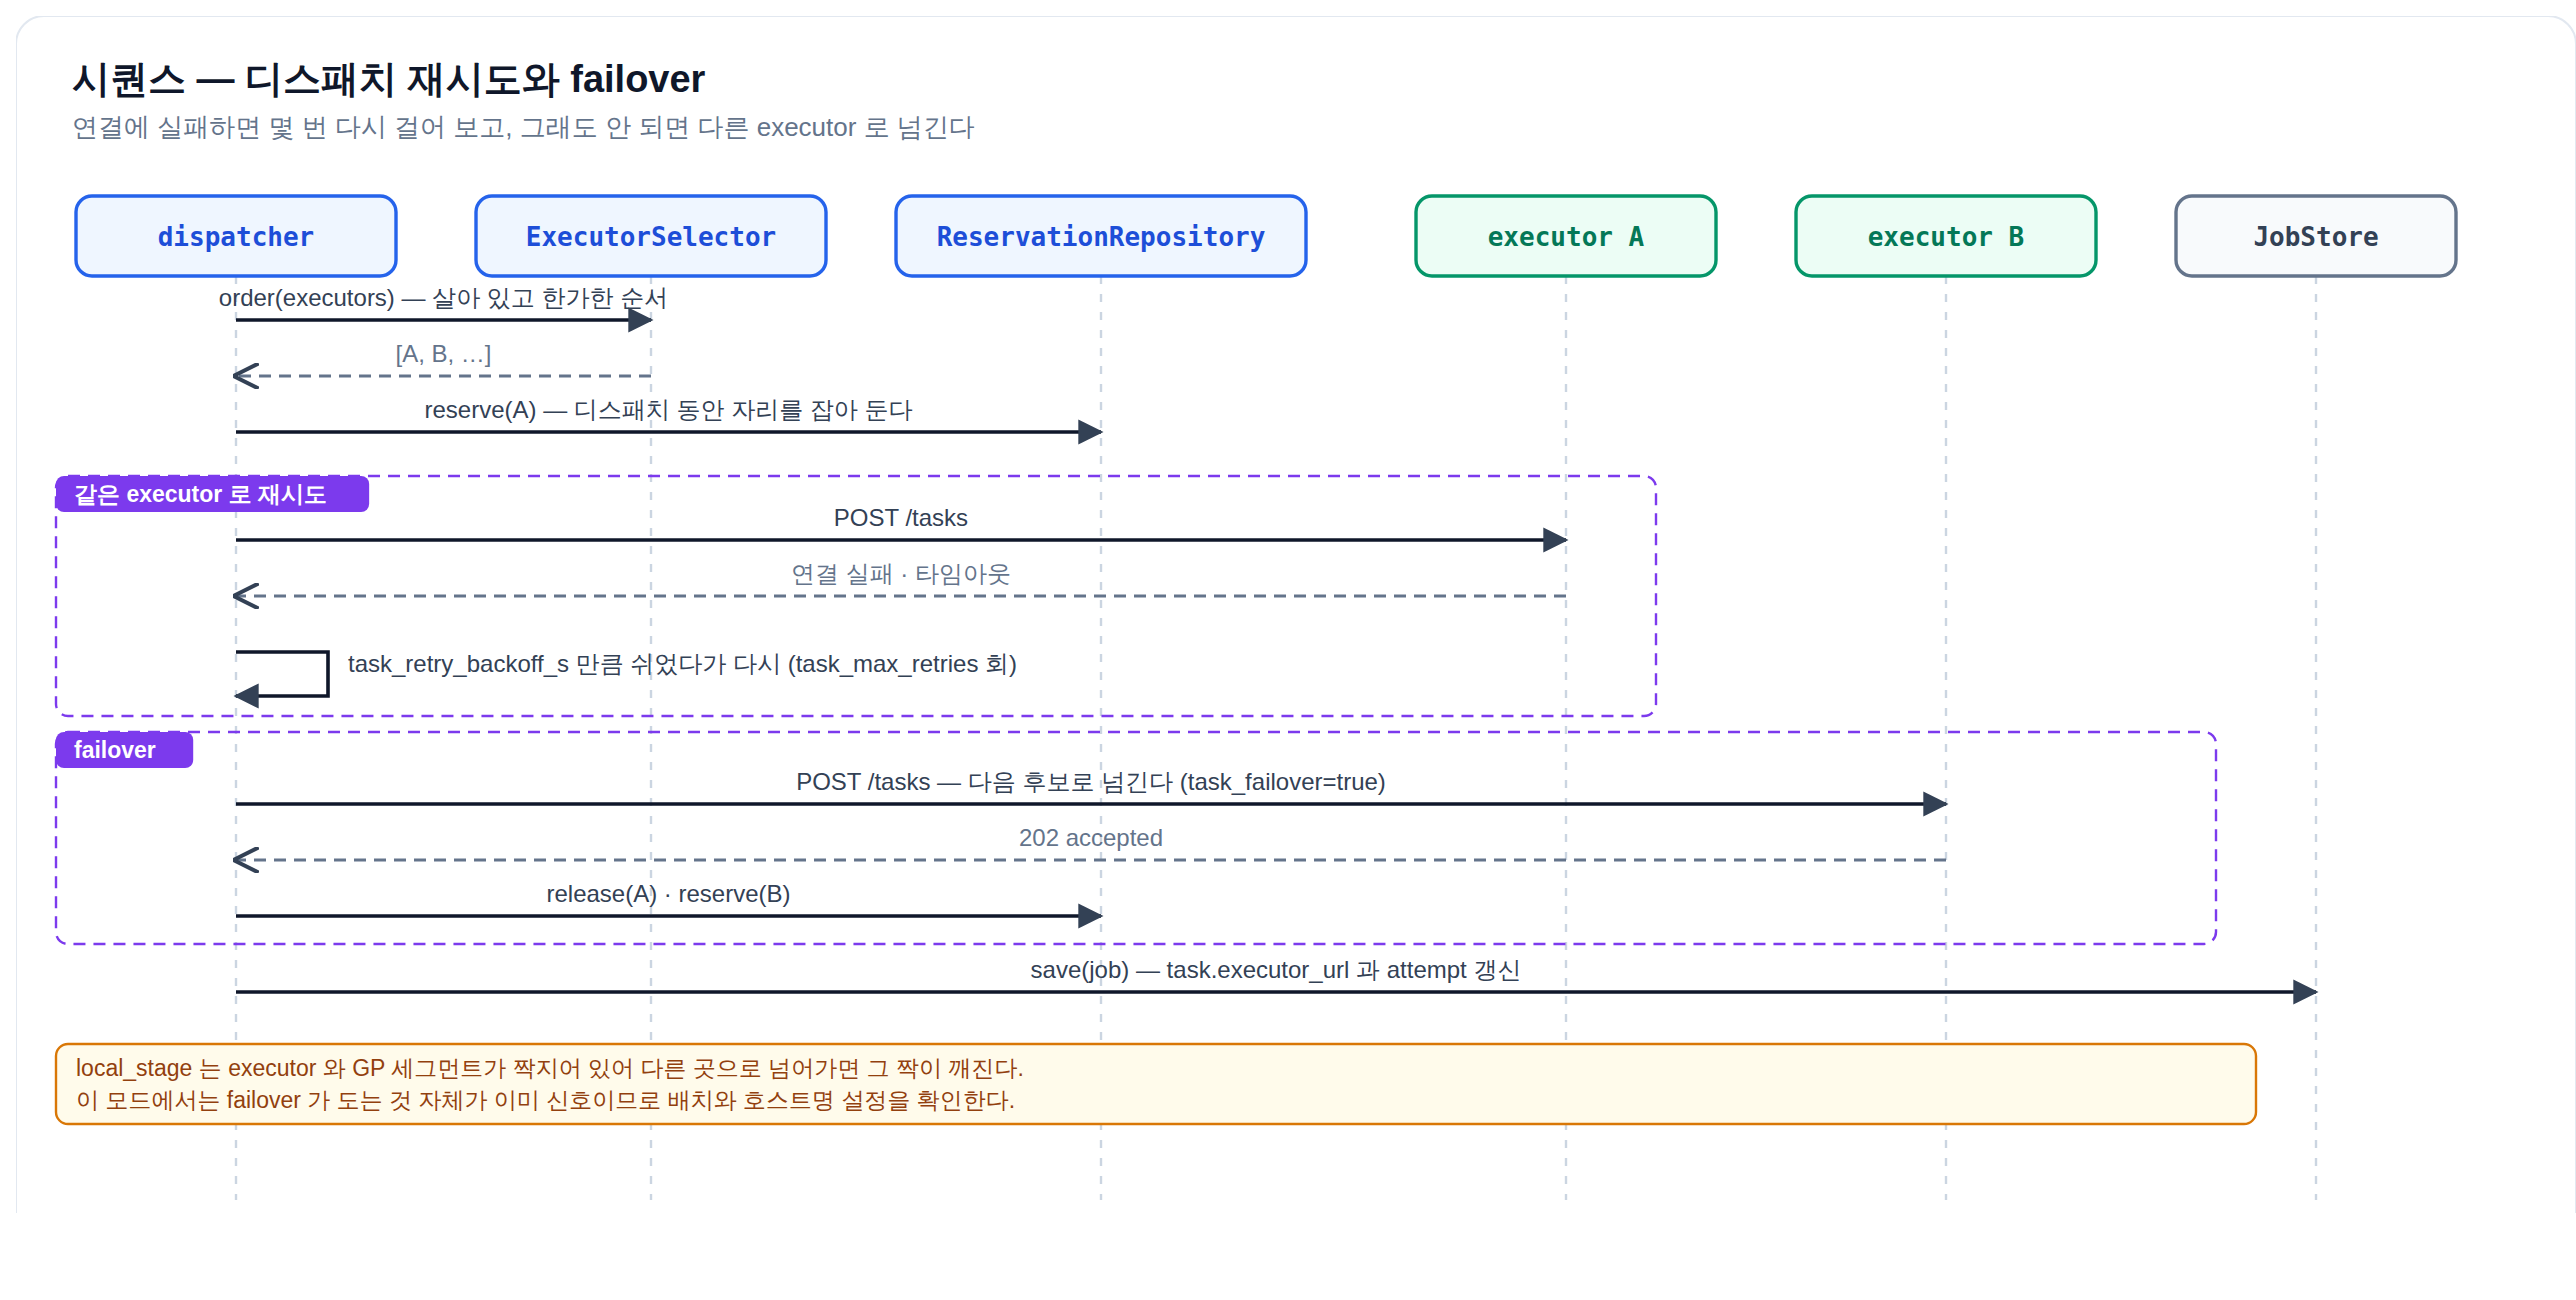 시퀀스 — 디스패치 재시도와 failover
연결에 실패하면 몇 번 다시 걸어 보고, 그래도 안 되면 다른 executor 로 넘긴다
dispatcher
ExecutorSelector
ReservationRepository
executor A
executor B
JobStore
order(executors) — 살아 있고 한가한 순서
[A, B, …]
reserve(A) — 디스패치 동안 자리를 잡아 둔다
같은 executor 로 재시도
POST /tasks
연결 실패 · 타임아웃
task_retry_backoff_s 만큼 쉬었다가 다시 (task_max_retries 회)
failover
POST /tasks — 다음 후보로 넘긴다 (task_failover=true)
202 accepted
release(A) · reserve(B)
save(job) — task.executor_url 과 attempt 갱신
local_stage 는 executor 와 GP 세그먼트가 짝지어 있어 다른 곳으로 넘어가면 그 짝이 깨진다.
이 모드에서는 failover 가 도는 것 자체가 이미 신호이므로 배치와 호스트명 설정을 확인한다.